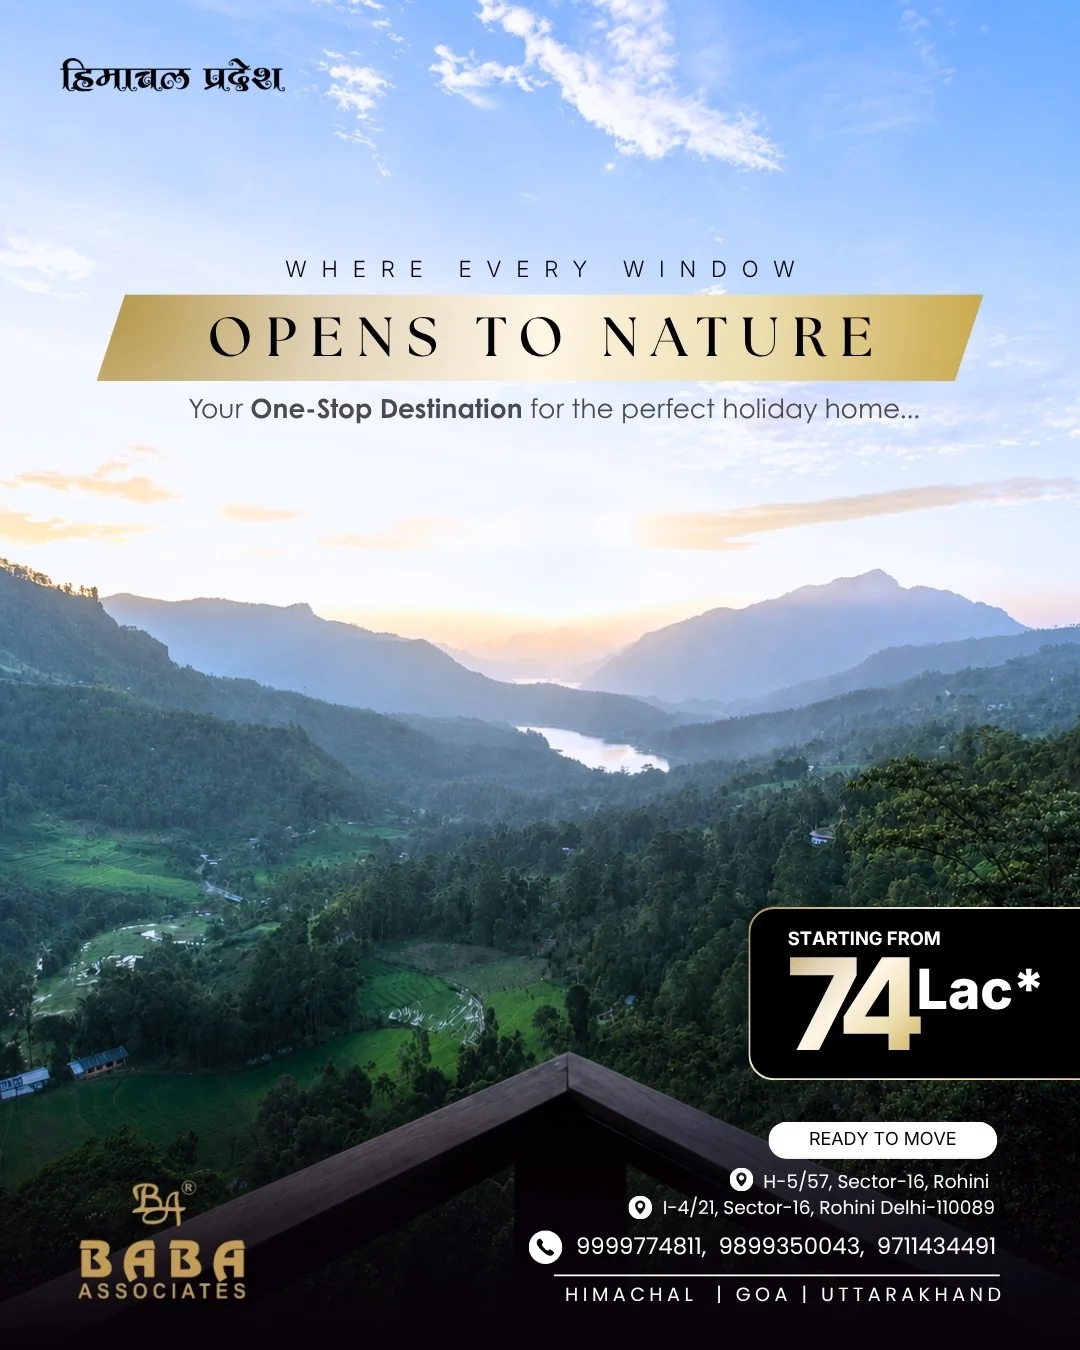 हिमाचल प्रदेश
WHERE EVERY WINDOW
OPENS TO NATURE
Your One-Stop Destination for the perfect holiday home...
STARTING FROM
74 Lac*
READY TO MOVE
H-5/57, Sector-16, Rohini
I-4/21, Sector-16, Rohini Delhi-110089
9999774811, 9899350043, 9711434491
HIMACHAL | GOA | UTTARAKHAND
BA®
BABA
ASSOCIATES